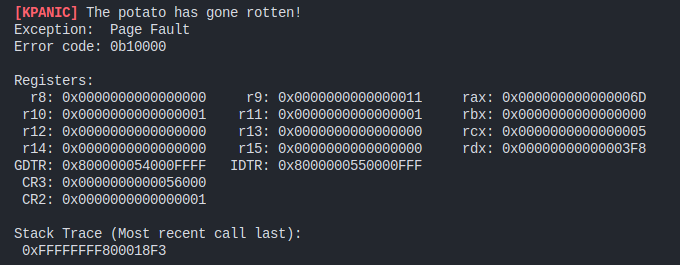 [KPANIC] The potato has gone rotten!
Exception:  Page Fault
Error code: 0b10000
Registers:
r8: 0x0000000000000000 r9: 0x0000000000000011 rax: 0x000000000000006D
r10: 0x0000000000000001 r11: 0x0000000000000001 rbx: 0x0000000000000000
r12: 0x0000000000000000 r13: 0x0000000000000000 rcx: 0x0000000000000005
r14: 0x0000000000000000 r15: 0x0000000000000000 rdx: 0x00000000000003F8
GDTR: 0x800000054000FFFF IDTR: 0x8000000550000FFF
CR3: 0x0000000000056000
CR2: 0x0000000000000001
Stack Trace (Most recent call last):
0xFFFFFFFF800018F3